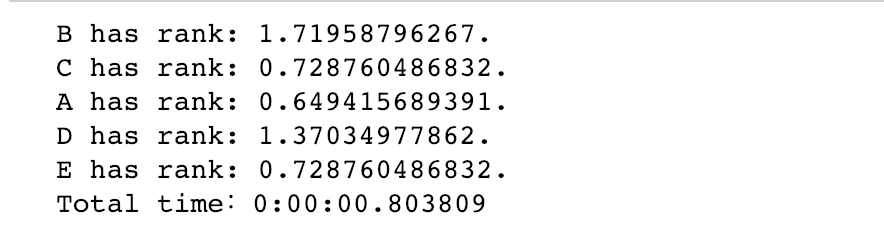 B has rank: 1.71958796267.
C has rank: 0.728760486832.
A has rank: 0.649415689391.
D has rank: 1.37034977862.
E has rank: 0.728760486832.
Total time: 0:00:00.803809